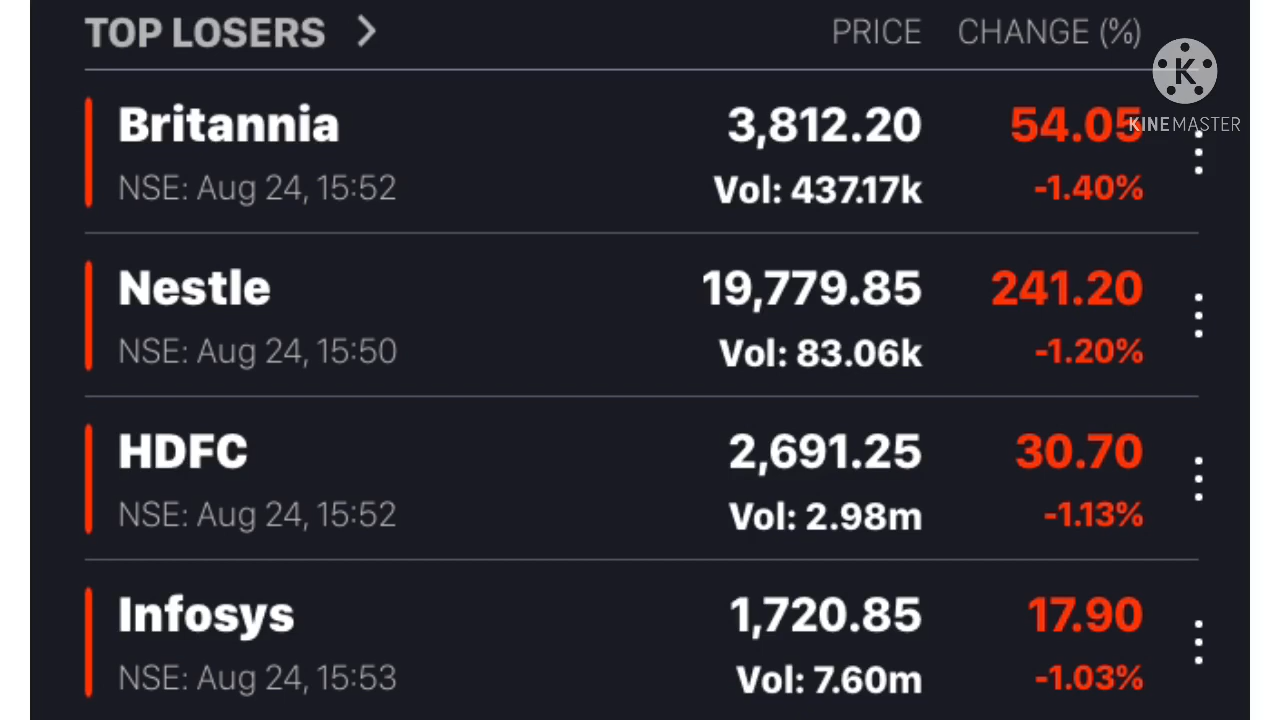 TOP LOSERS > PRICE CHANGE (%)
K
KINEMASTER
Britannia 3,812.20 54.05
NSE: Aug 24, 15:52 Vol: 437.17k -1.40%
Nestle 19,779.85 241.20
NSE: Aug 24, 15:50 Vol: 83.06k -1.20%
HDFC 2,691.25 30.70
NSE: Aug 24, 15:52 Vol: 2.98m -1.13%
Infosys 1,720.85 17.90
NSE: Aug 24, 15:53 Vol: 7.60m -1.03%